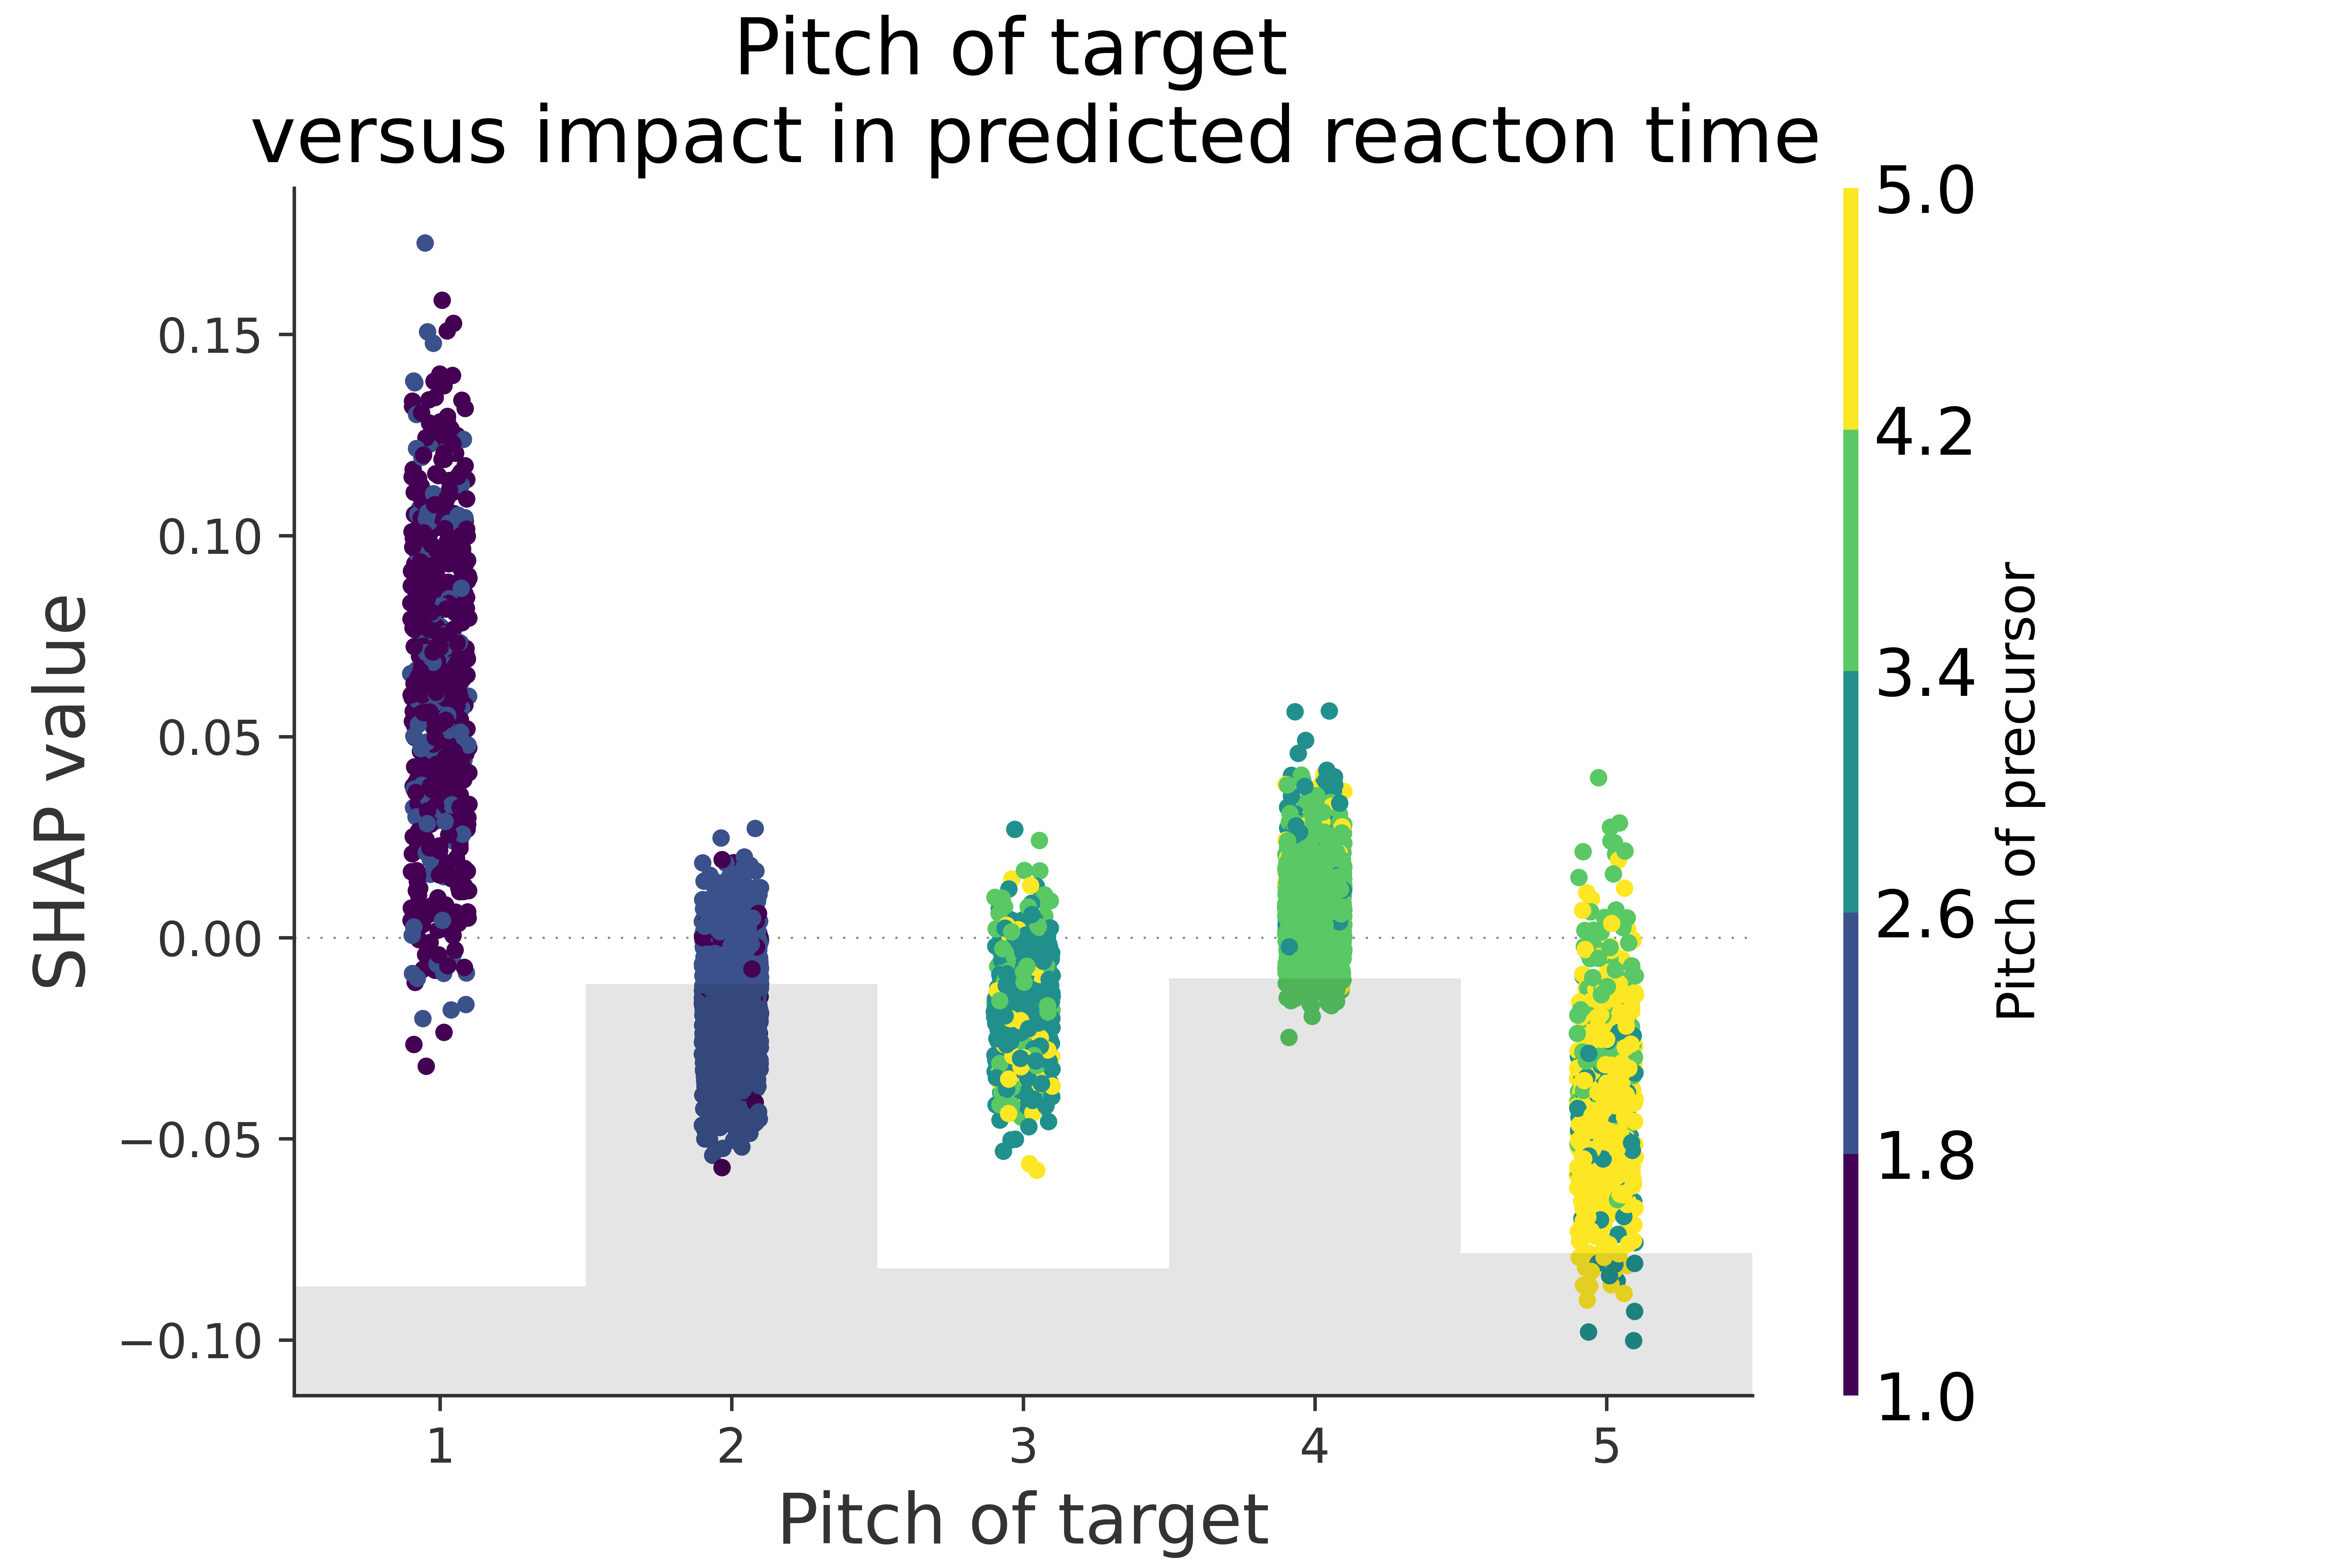 Pitch of target
versus impact in predicted reacton time
SHAP value
0.15
0.10
0.05
0.00
−0.05
−0.10
1 2 3 4 5
Pitch of target
5.0
4.2
3.4
2.6
1.8
1.0
Pitch of precursor